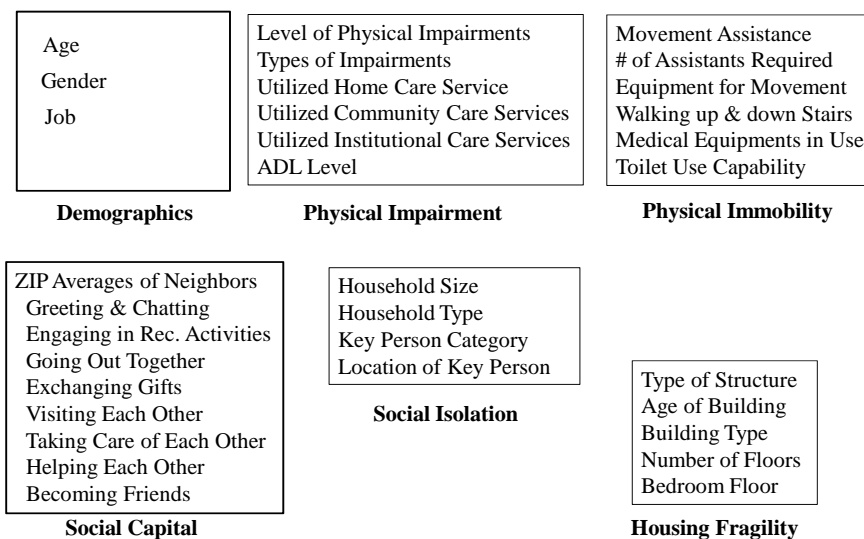 Age
Gender
Job
Demographics
Level of Physical Impairments
Types of Impairments
Utilized Home Care Service
Utilized Community Care Services
Utilized Institutional Care Services
ADL Level
Physical Impairment
Movement Assistance
# of Assistants Required
Equipment for Movement
Walking up & down Stairs
Medical Equipments in Use
Toilet Use Capability
Physical Immobility
ZIP Averages of Neighbors
Greeting & Chatting
Engaging in Rec. Activities
Going Out Together
Exchanging Gifts
Visiting Each Other
Taking Care of Each Other
Helping Each Other
Becoming Friends
Social Capital
Household Size
Household Type
Key Person Category
Location of Key Person
Social Isolation
Type of Structure
Age of Building
Building Type
Number of Floors
Bedroom Floor
Housing Fragility